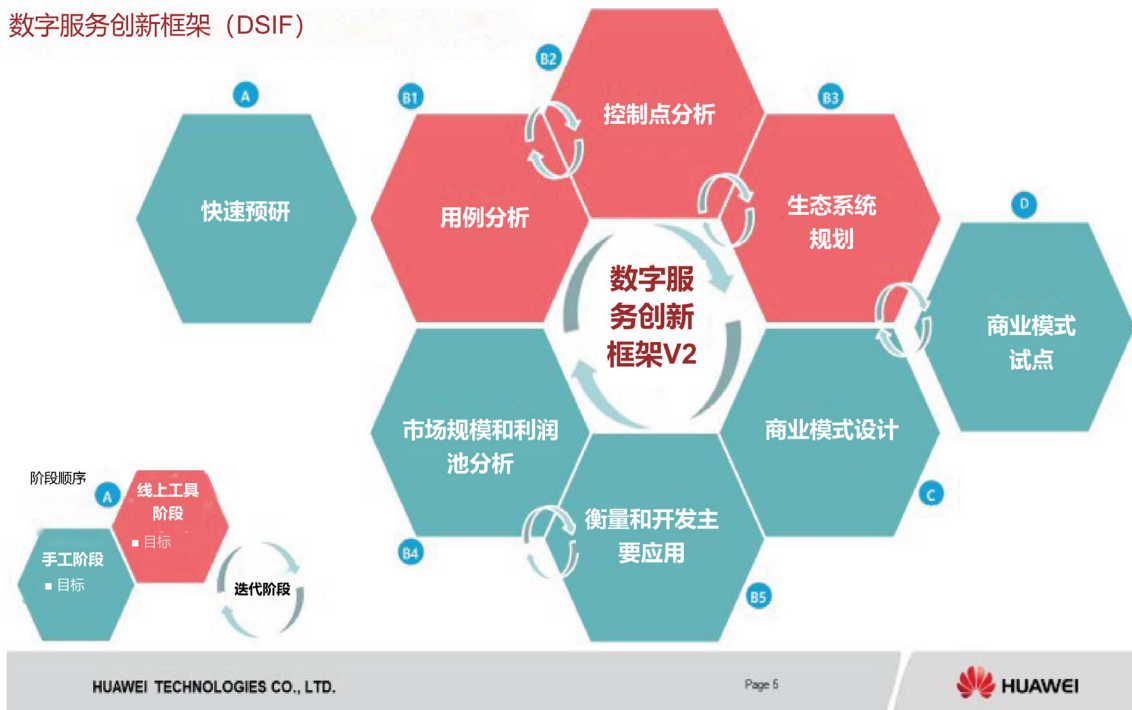 数字服务创新框架（DSIF）
A
快速预研
B1
用例分析
B2
控制点分析
B3
生态系统
规划
D
商业模式
试点
数字服
务创新
框架V2
市场规模和利润
池分析
B4
衡量和开发主
要应用
B5
商业模式设计
C
阶段顺序
A
线上工具
阶段
■ 目标
手工阶段
■ 目标
迭代阶段
HUAWEI TECHNOLOGIES CO., LTD.
Page 5
HUAWEI